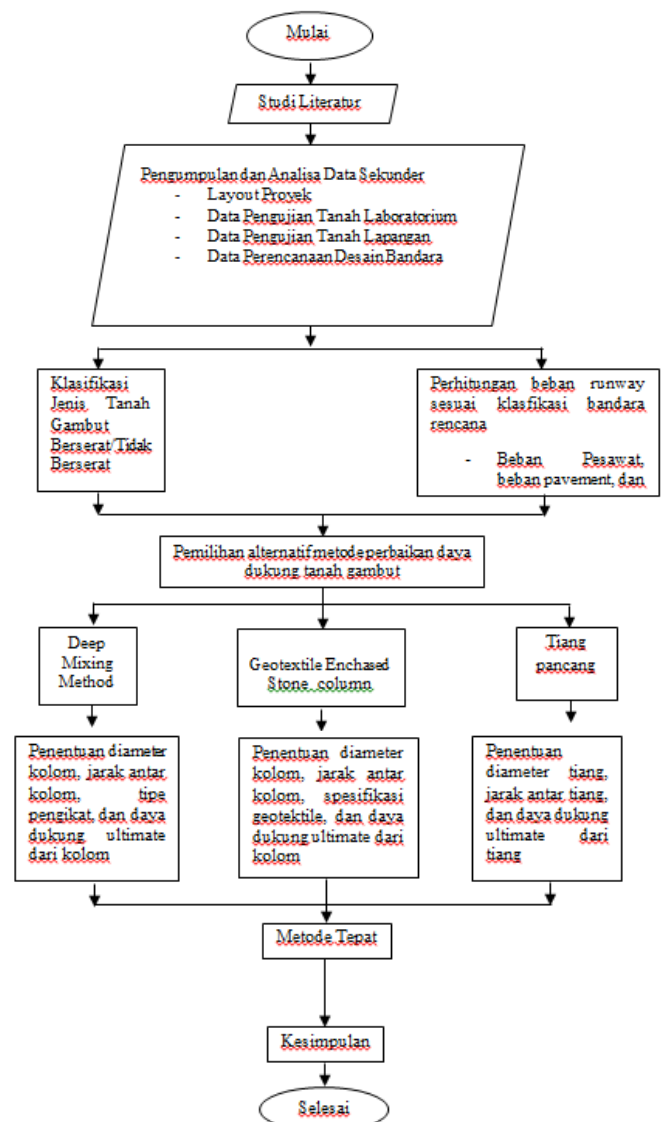 Mulai
Studi Literatur
Pengumpulan dan Analisa Data Sekunder
- Layout Proyek
- Data Pengujian Tanah Laboratorium
- Data Pengujian Tanah Lapangan
- Data Perencanaan Desain Bandara
Klasifikasi
Jenis Tanah
Gambut
Berserat/Tidak
Berserat
Perhitungan beban runway
sesuai klasfikasi bandara
rencana
- Beban Pesawat,
beban pavement, dan
Pemilihan alternatif metode perbaikan daya
dukung tanah gambut
Deep
Mixing
Method
Geotextile Enchased
Stone column
Tiang
pancang
Penentuan diameter
kolom, jarak antar
kolom, tipe
pengikat, dan daya
dukung ultimate
dari kolom
Penentuan diameter
kolom, jarak antar
kolom, spesifikasi
geotektile, dan daya
dukung ultimate dari
kolom
Penentuan
diameter tiang,
jarak antar tiang,
dan daya dukung
ultimate dari
tiang
Metode Tepat
Kesimpulan
Selesai